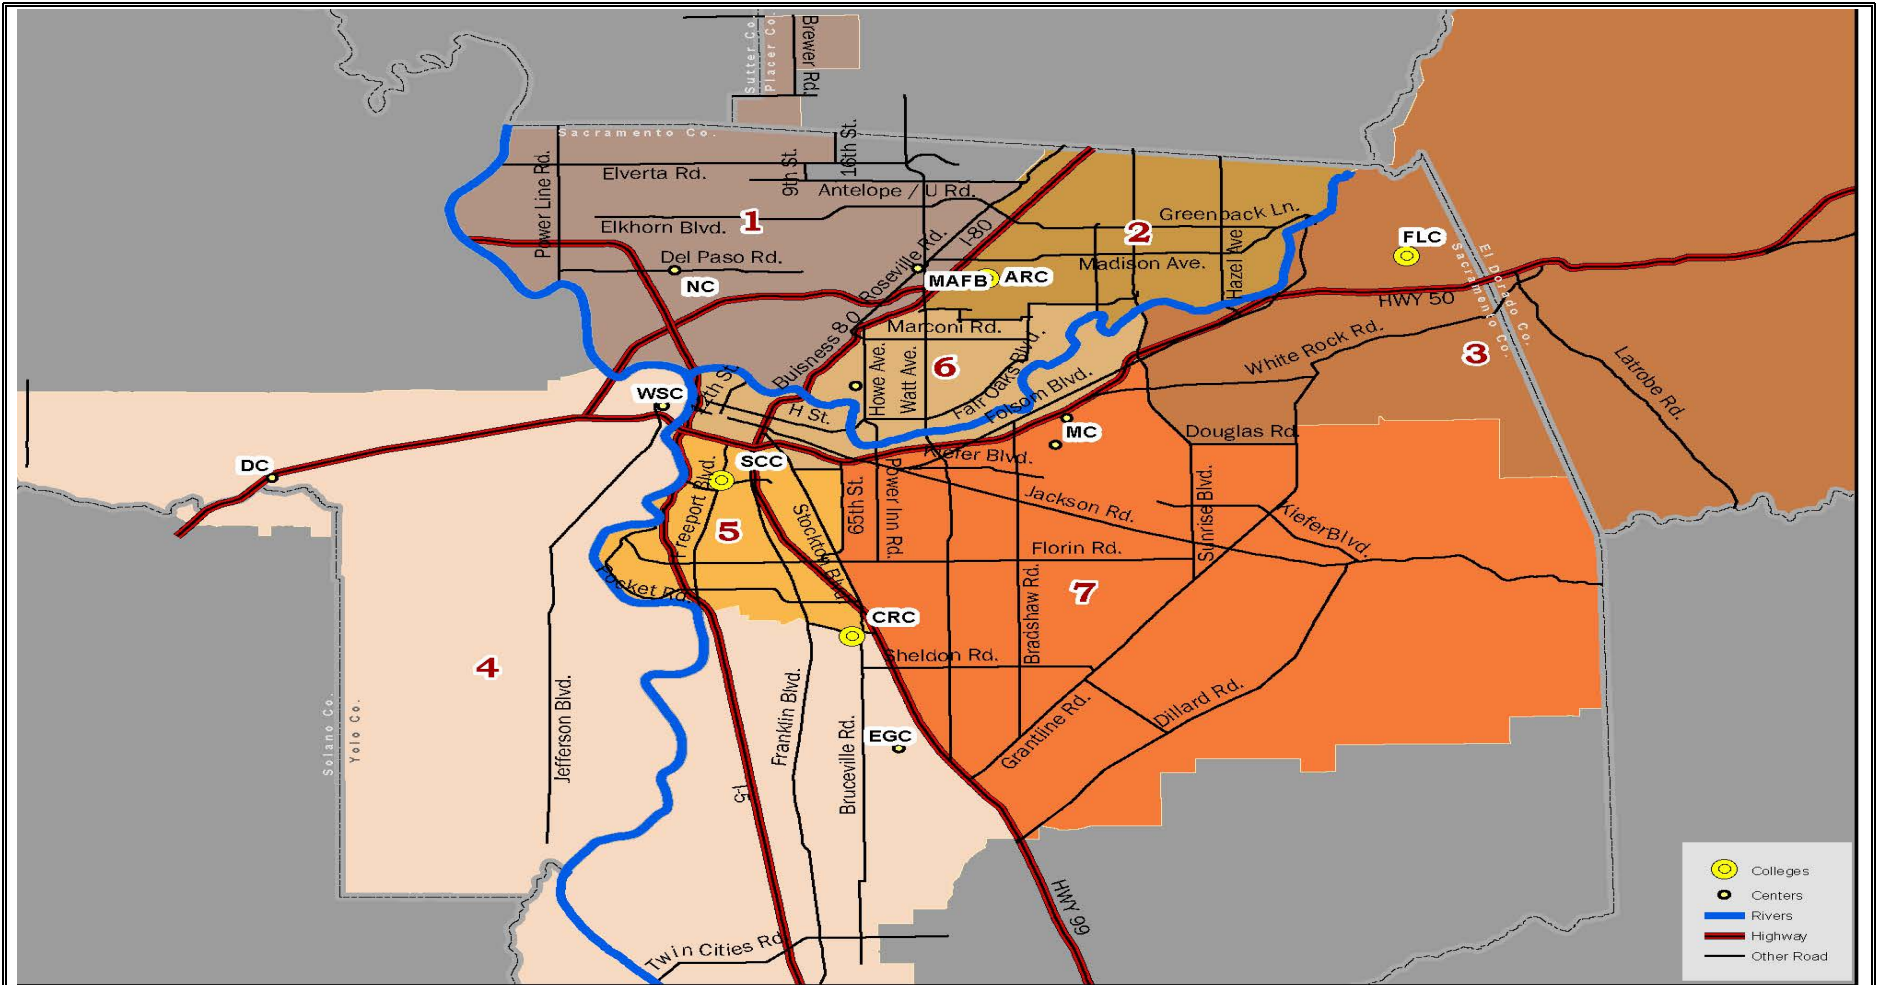 Brewer Rd.
Sutter Co.
Placer Co.
Sacramento Co.
Power Line Rd.
Elverta Rd.
9th St.
16th St.
Antelope / U Rd.
Elkhorn Blvd.
1
Greenback Ln.
2
FLC
Del Paso Rd.
NC
Roseville Rd.
I-80
MAFB
ARC
Madison Ave.
Hazel Ave
El Dorado Co.
Sacramento Co.
HWY 50
Buisness 80
Marconi Rd.
Howe Ave.
Watt Ave.
6
Fair Oaks Blvd.
Folsom Blvd.
White Rock Rd.
3
Latrobe Rd.
WSC
H St.
MC
Douglas Rd.
DC
SCC
Kiefer Blvd.
Freeport Blvd.
5
Stockton Blvd.
65th St.
Power Inn Rd.
Jackson Rd.
Sunrise Blvd.
KieferBlvd.
Florin Rd.
Pocket Rd.
Bradshaw Rd.
7
CRC
Sheldon Rd.
4
Jefferson Blvd.
Franklin Blvd.
Bruceville Rd.
EGC
Grantline Rd.
Dillard Rd.
Solano Co.
Yolo Co.
I-5
HWY 99
Twin Cities Rd
Colleges
Centers
Rivers
Highway
Other Road